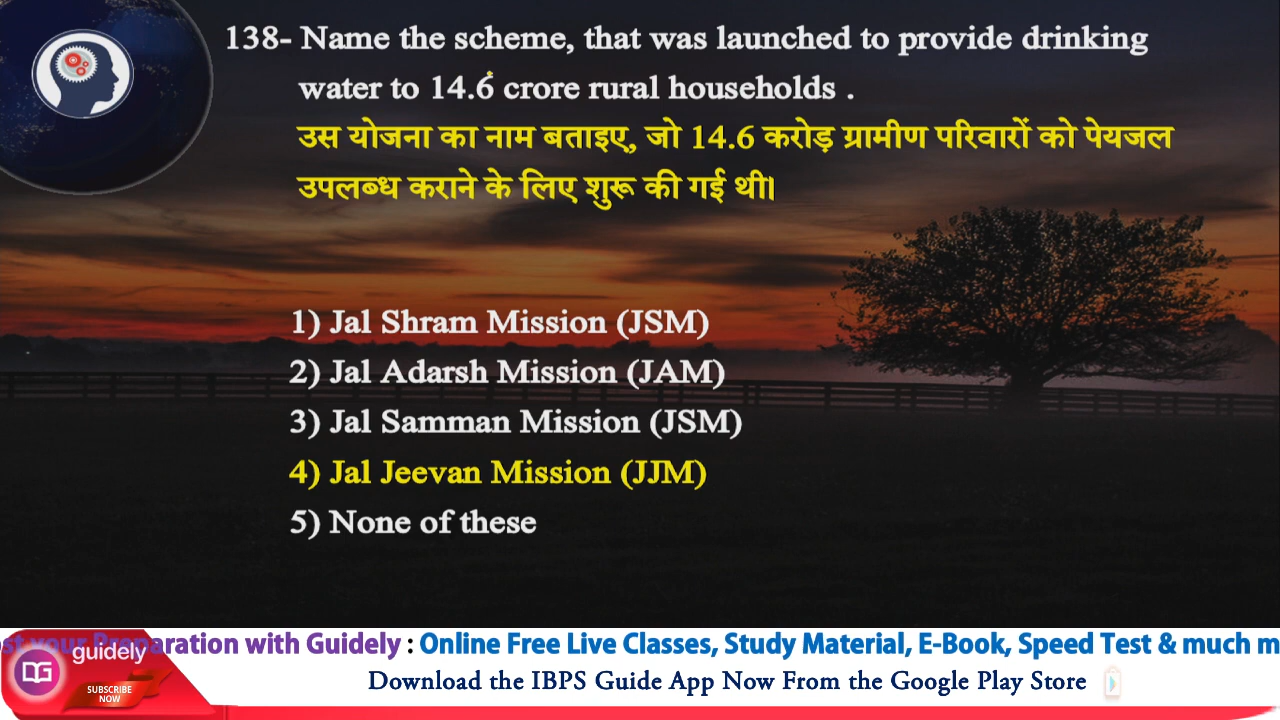 138- Name the scheme, that was launched to provide drinking
water to 14.6 crore rural households .
उस योजना का नाम बताइए, जो 14.6 करोड़ ग्रामीण परिवारों को पेयजल
उपलब्ध कराने के लिए शुरू की गई थी।
1) Jal Shram Mission (JSM)
2) Jal Adarsh Mission (JAM)
3) Jal Samman Mission (JSM)
4) Jal Jeevan Mission (JJM)
5) None of these
your Preparation with Guidely : Online Free Live Classes, Study Material, E-Book, Speed Test & much
guidely
SUBSCRIBE
NOW
Download the IBPS Guide App Now From the Google Play Store